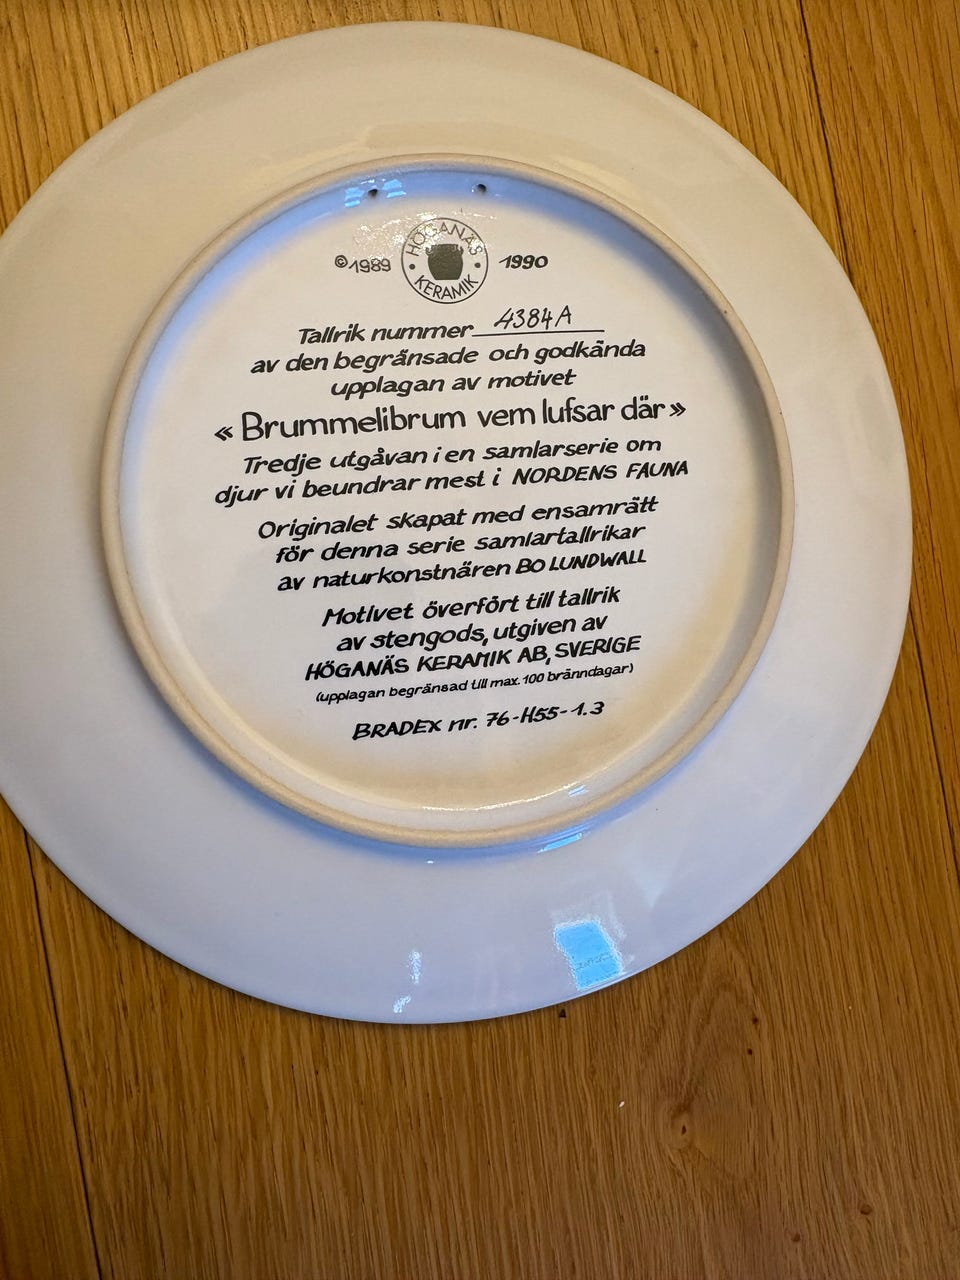 ©1989 HÖGANÄS KERAMIK 1990
Tallrik nummer 4384A
av den begränsade och godkända
upplagan av motivet
« Brummelibrum vem lufsar där »
Tredje utgåvan i en samlarserie om
djur vi beundrar mest i NORDENS FAUNA
Originalet skapat med ensamrätt
för denna serie samlartallrikar
av naturkonstnären BO LUNDWALL
Motivet överfört till tallrik
av stengods, utgiven av
HÖGANÄS KERAMIK AB, SVERIGE
(upplagan begränsad till max. 100 bränndagar)
BRADEX nr. 76-H55-1.3